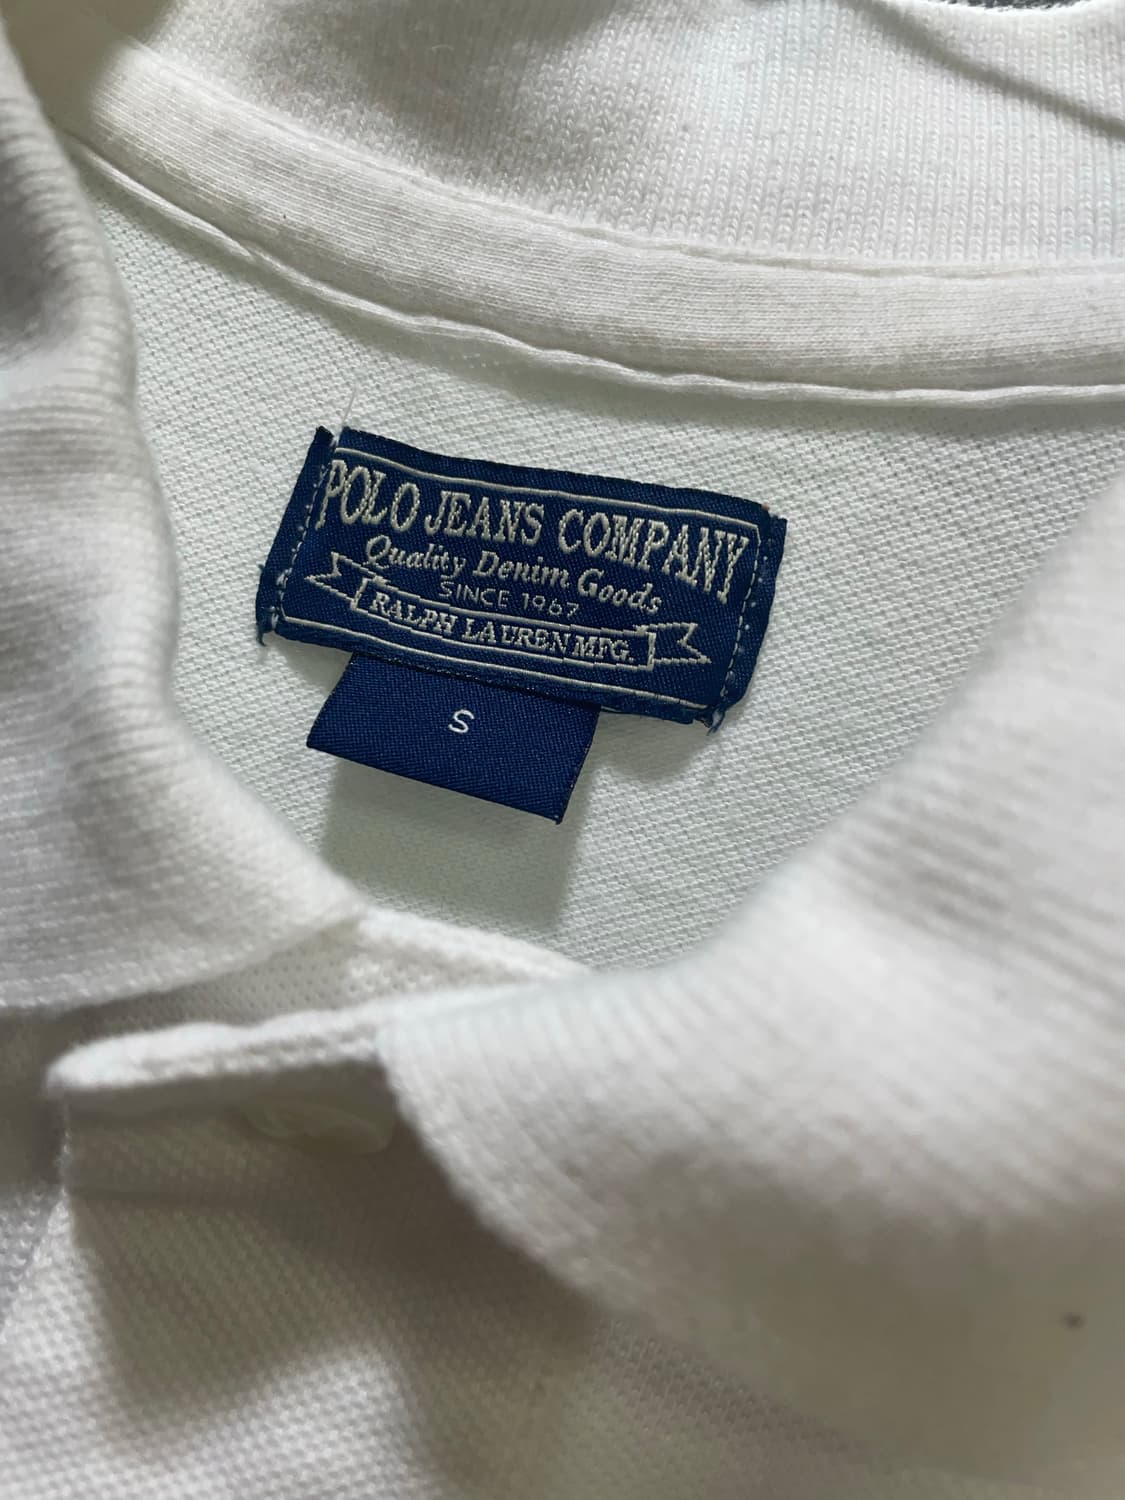 POLO JEANS COMPANY
Quality Denim Goods
SINCE 1967
RALPH LAUREN MFG.
S